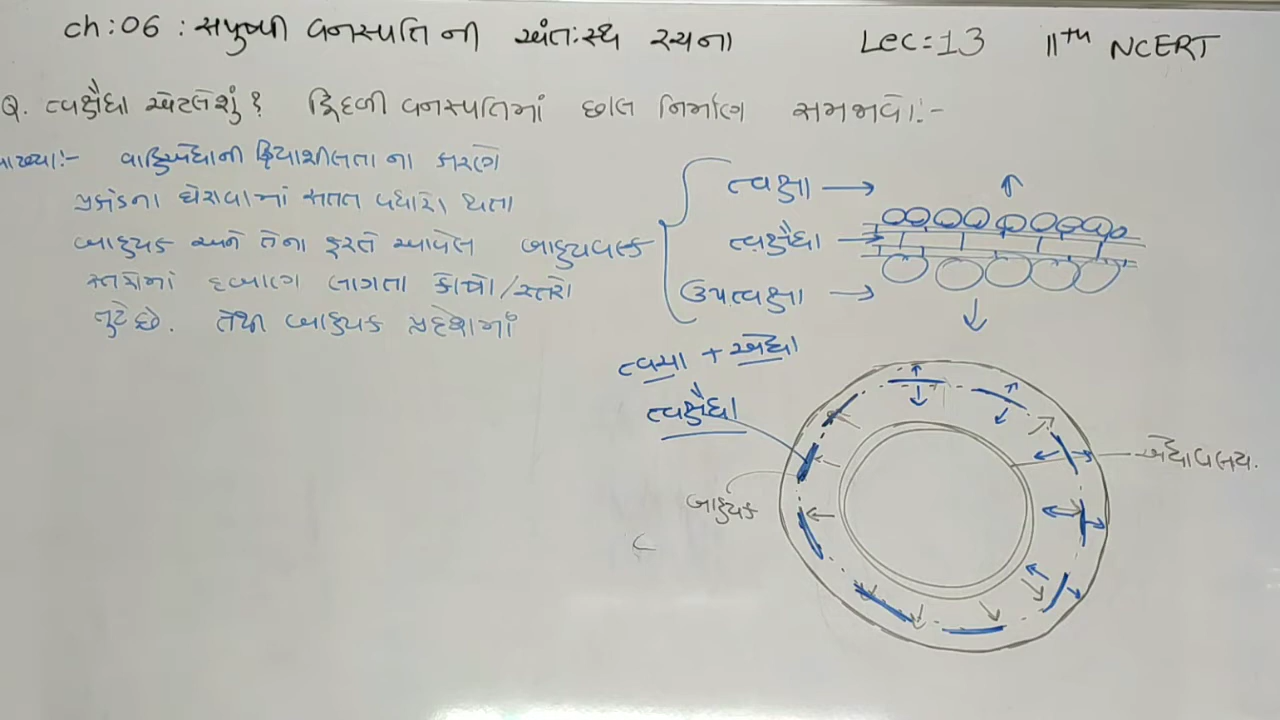 ch:06 : સપુષ્પી વનસ્પતિની અંતઃસ્થ રચના Lec=13 11th NCERT
Q. ત્વક્ષૈધા એટલેશું? દ્વિદળી વનસ્પતિમાં છાલ નિર્માણ સમજાવો:-
વાહિએધાની ક્રિયાશીલતા ના કારણે
પ્રકાંડના ઘેરાવામાં સતત વધારો થતા
બાહ્યક અને તેના ફરતે આવેલ બાહ્યવલ્ક
સ્તરોમાં દબાણ લાગતા કોષો/સ્તરો
તુટે છે. તેથી બાહ્યક પ્રદેશમાં
ત્વક્ષા →
ત્વક્ષૈધા →
ઉપત્વક્ષા →
ત્વચા + એધા
ત્વક્ષૈધા
બાહ્યક
એધાવલય.